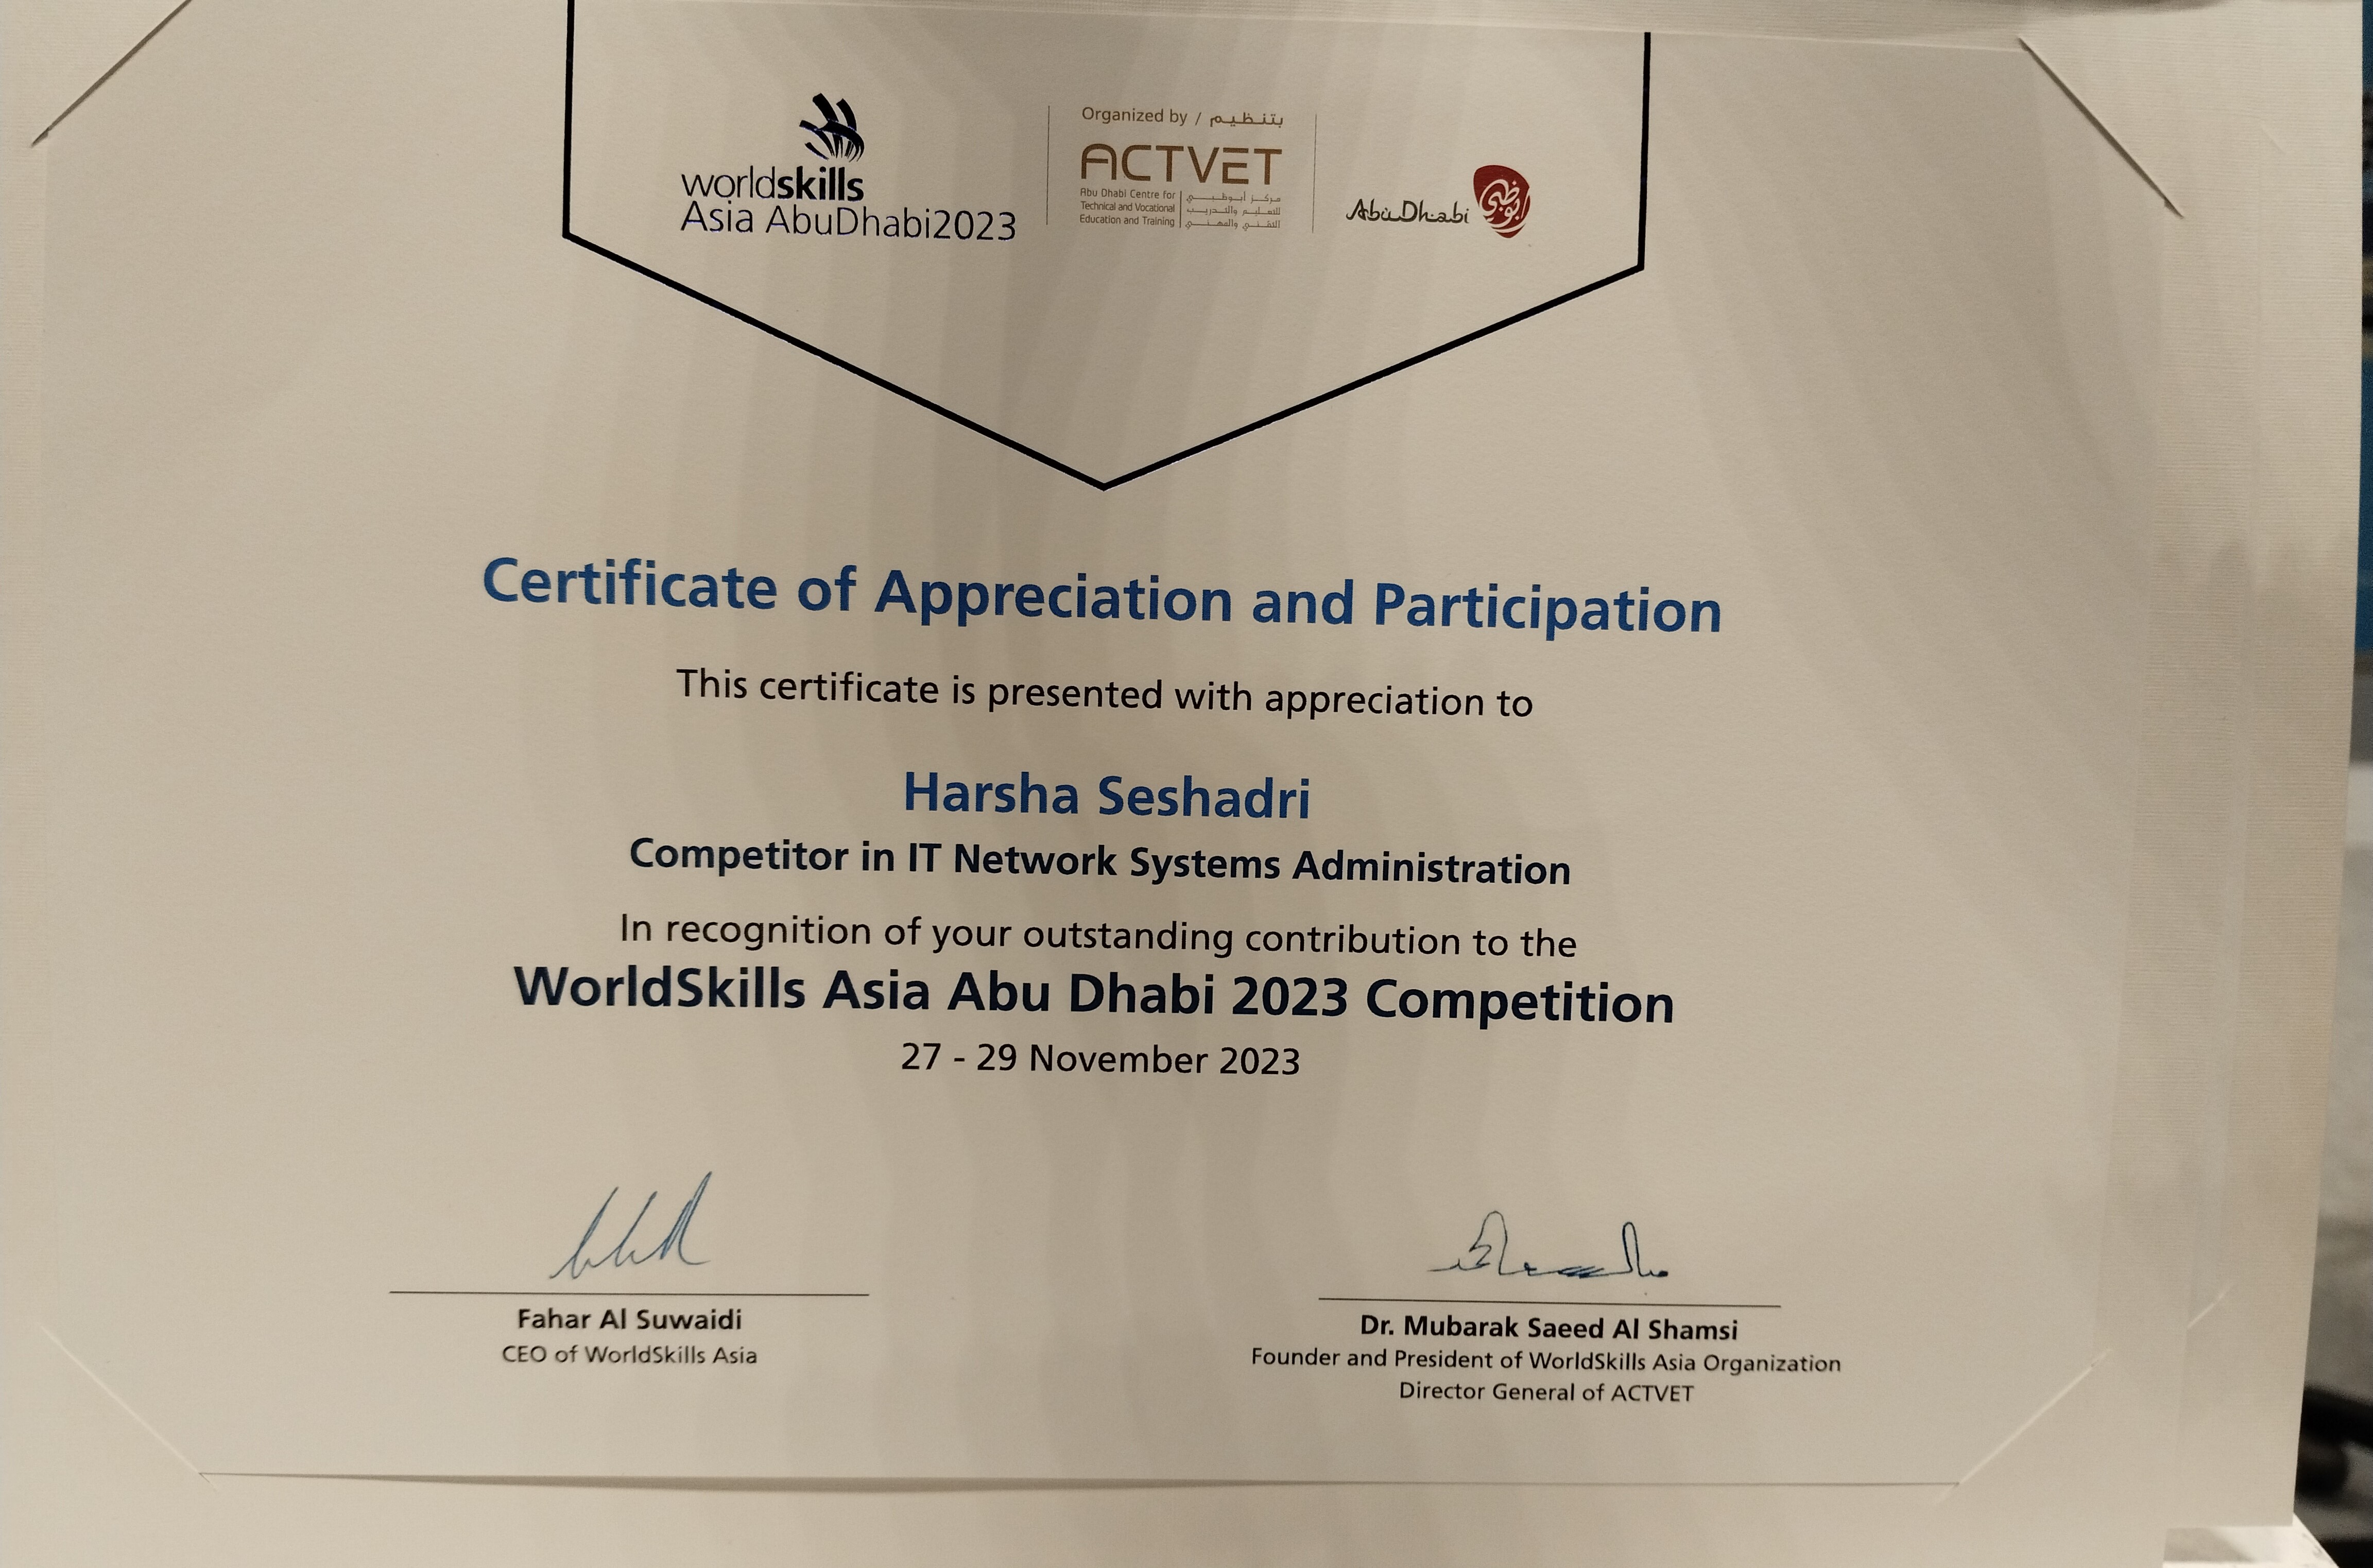 worldskills
Asia AbuDhabi2023
Organized by / بتنظيم
ACTVET
Abu Dhabi Centre for
Technical and Vocational
Education and Training
مركز أبوظبي
للتعليم والتدريب
التقني والمهني
Abu Dhabi
أبوظبي
Certificate of Appreciation and Participation
This certificate is presented with appreciation to
Harsha Seshadri
Competitor in IT Network Systems Administration
In recognition of your outstanding contribution to the
WorldSkills Asia Abu Dhabi 2023 Competition
27 - 29 November 2023
Fahar Al Suwaidi
CEO of WorldSkills Asia
Dr. Mubarak Saeed Al Shamsi
Founder and President of WorldSkills Asia Organization
Director General of ACTVET